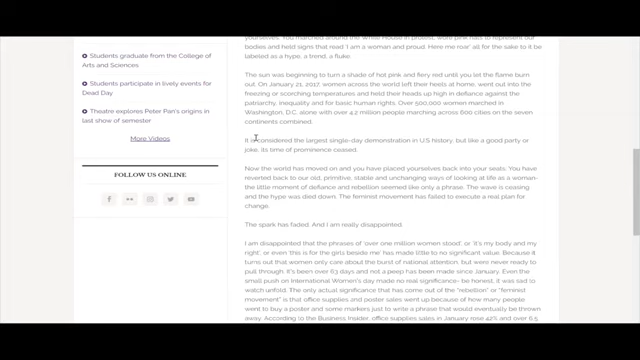 Students graduate from the College of
Arts and Sciences
Students participate in lively events for
Dead Day
Theatre explores Peter Pan's origins in
last show of semester
More Videos
FOLLOW US ONLINE
yourselves. You marched around the White House in protest, wore pink hats to represent our
bodies and held signs that read 'I am a woman and proud. Here me roar' all for the sake to it be
labeled as a hype, a trend, a fluke.
The sun was beginning to turn a shade of hot pink and fiery red until you let the flame burn
out. On January 21, 2017, women across the world left their heels at home, went out into the
freezing or scorching temperatures and held their heads up high in defiance against the
patriarchy, inequality and for basic human rights. Over 500,000 women marched in
Washington, D.C. alone with over 4.2 million people marching across 600 cities on the seven
continents combined.
It is considered the largest single-day demonstration in U.S history, but like a good party or
joke, its time of prominence ceased.
Now the world has moved on and you have placed yourselves back into your seats. You have
reverted back to our old, primitive, stable and unchanging ways of looking at life as a woman-
the little moment of defiance and rebellion seemed like only a phrase. The wave is ceasing
and the hype was died down. The feminist movement has failed to execute a real plan for
change.
The spark has faded. And I am really disappointed.
I am disappointed that the phrases of 'over one million women stood', or 'it's my body and my
right', or even 'this is for the girls beside me' has made little to no significant value. Because it
turns out that women only care about the burst of national attention, but were never ready to
pull through. It's been over 63 days and not a peep has been made since January. Even the
small push on International Women's day made no real significance- be honest, it was sad to
watch unfold. The only actual significance that has come out of the "rebellion" or "feminist
movement" is that office supplies and poster sales went up because of how many people
went to buy a poster and some markers just to write a phrase that would eventually be thrown
away. According to the Business Insider, office supplies sales in January rose 42% and over 6.5